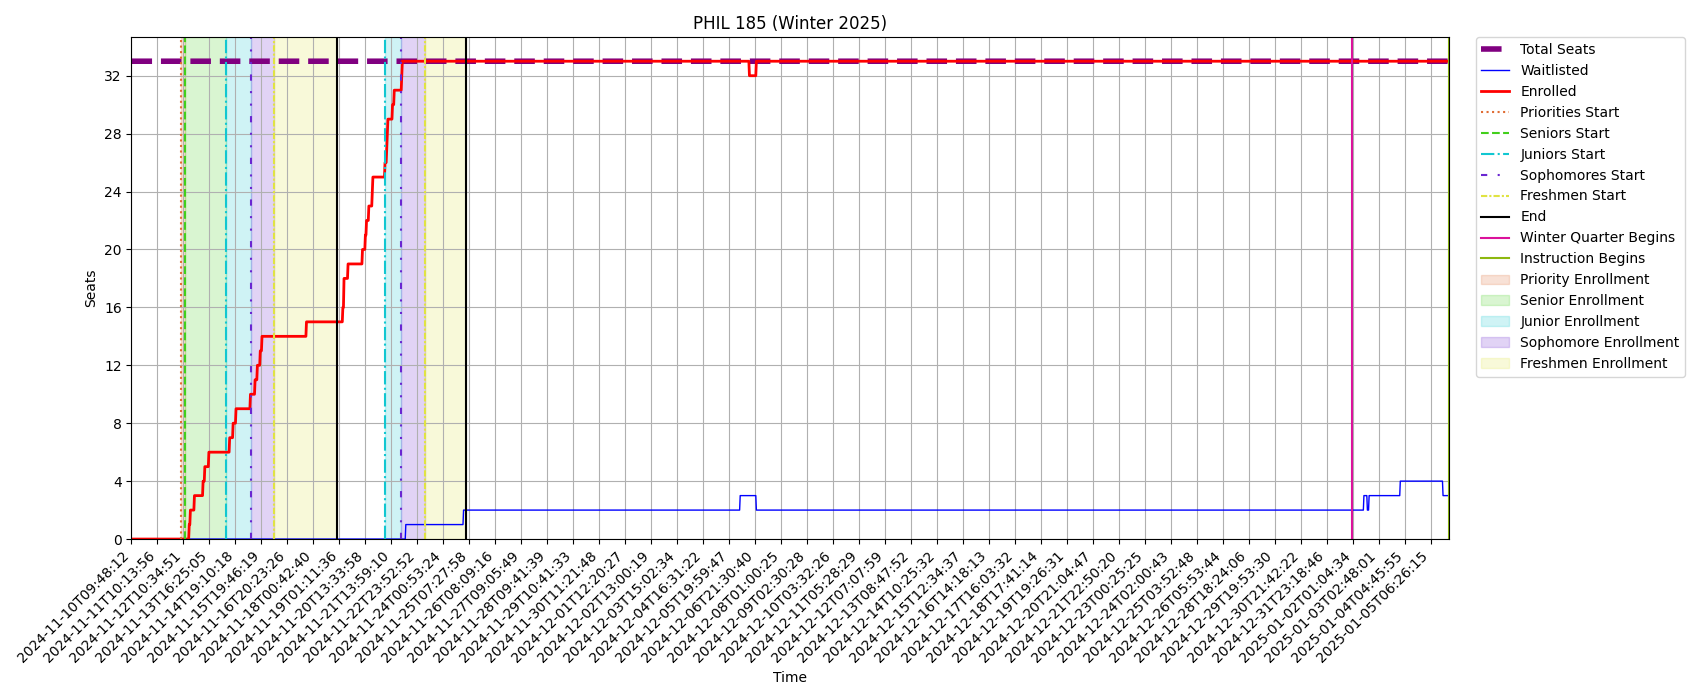 PHIL 185 (Winter 2025)
Seats
32
28
24
20
16
12
8
4
0
2024-11-10T09:48:12
2024-11-11T10:13:56
2024-11-12T10:34:51
2024-11-13T16:25:05
2024-11-14T19:10:18
2024-11-15T19:46:19
2024-11-16T20:23:26
2024-11-18T00:42:40
2024-11-19T01:11:36
2024-11-20T13:33:58
2024-11-21T13:59:10
2024-11-22T23:52:52
2024-11-24T00:53:24
2024-11-25T07:27:58
2024-11-26T08:09:16
2024-11-27T09:05:49
2024-11-28T09:41:39
2024-11-29T10:41:33
2024-11-30T11:21:48
2024-12-01T12:20:27
2024-12-02T13:00:19
2024-12-03T15:02:34
2024-12-04T16:31:22
2024-12-05T19:59:47
2024-12-06T21:30:40
2024-12-08T01:00:25
2024-12-09T02:30:28
2024-12-10T03:32:26
2024-12-11T05:28:29
2024-12-12T07:07:59
2024-12-13T08:47:52
2024-12-14T10:25:32
2024-12-15T12:34:37
2024-12-16T14:18:13
2024-12-17T16:03:32
2024-12-18T17:41:14
2024-12-19T19:26:31
2024-12-20T21:04:47
2024-12-21T22:50:20
2024-12-23T00:25:25
2024-12-24T02:00:43
2024-12-25T03:52:48
2024-12-26T05:53:44
2024-12-28T18:24:06
2024-12-29T19:53:30
2024-12-30T21:42:22
2024-12-31T23:18:46
2025-01-02T01:04:34
2025-01-03T02:48:01
2025-01-04T04:45:55
2025-01-05T06:26:15
Time
Total Seats
Waitlisted
Enrolled
Priorities Start
Seniors Start
Juniors Start
Sophomores Start
Freshmen Start
End
Winter Quarter Begins
Instruction Begins
Priority Enrollment
Senior Enrollment
Junior Enrollment
Sophomore Enrollment
Freshmen Enrollment